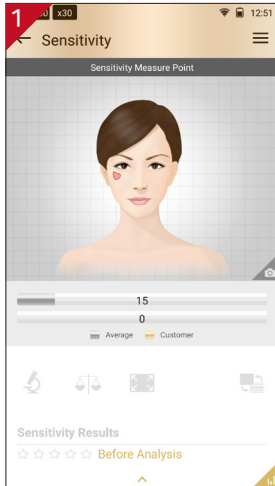 1
x30
12:51
Sensitivity
Sensitivity Measure Point
15
0
Average Customer
Sensitivity Results
Before Analysis